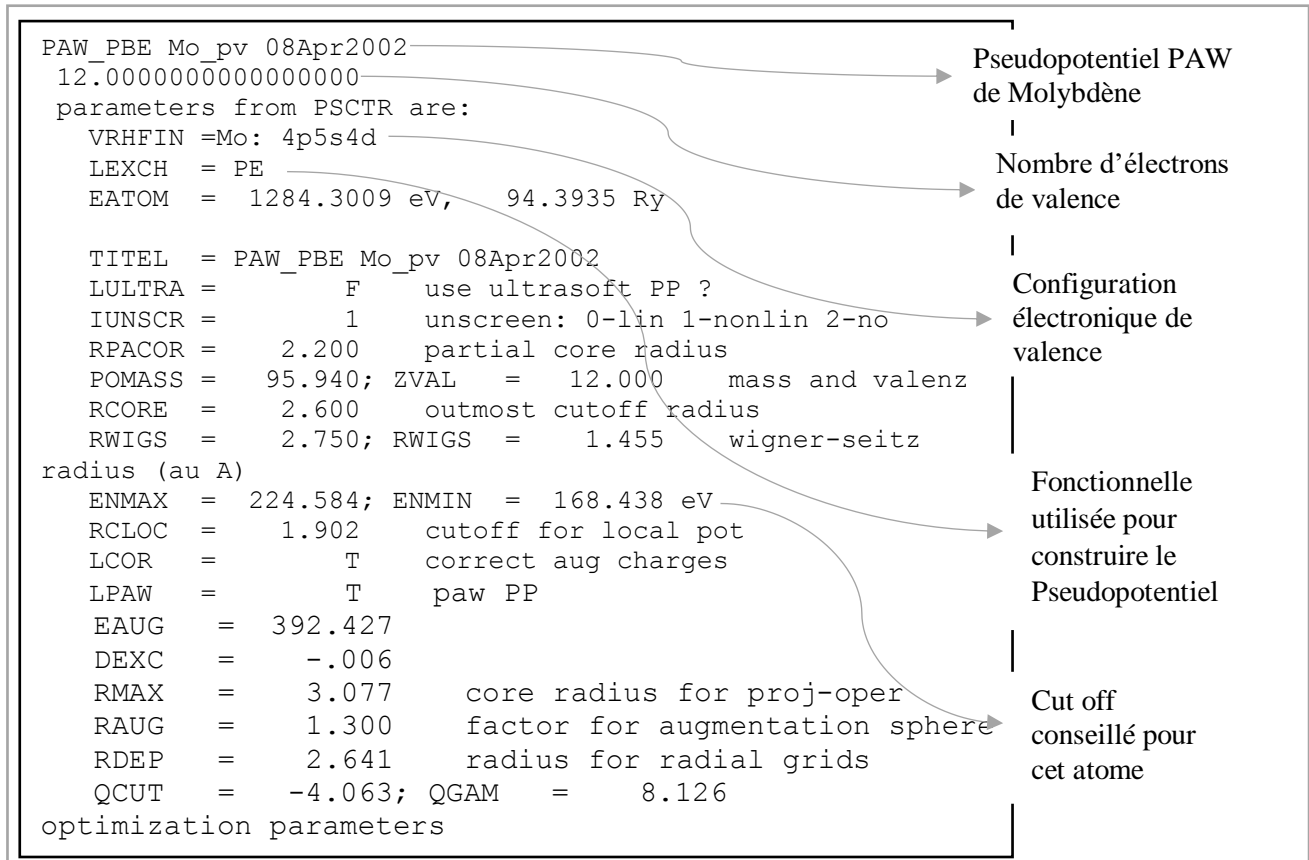 PAW_PBE Mo_pv 08Apr2002
12.0000000000000000
parameters from PSCTR are:
VRHFIN =Mo: 4p5s4d
LEXCH = PE
EATOM = 1284.3009 eV, 94.3935 Ry
TITEL = PAW_PBE Mo_pv 08Apr2002
LULTRA = F use ultrasoft PP ?
IUNSCR = 1 unscreen: 0-lin 1-nonlin 2-no
RPACOR = 2.200 partial core radius
POMASS = 95.940; ZVAL = 12.000 mass and valenz
RCORE = 2.600 outmost cutoff radius
RWIGS = 2.750; RWIGS = 1.455 wigner-seitz
radius (au A)
ENMAX = 224.584; ENMIN = 168.438 eV
RCLOC = 1.902 cutoff for local pot
LCOR = T correct aug charges
LPAW = T paw PP
EAUG = 392.427
DEXC = -.006
RMAX = 3.077 core radius for proj-oper
RAUG = 1.300 factor for augmentation sphere
RDEP = 2.641 radius for radial grids
QCUT = -4.063; QGAM = 8.126
optimization parameters
Pseudopotentiel PAW
de Molybdène
Nombre d’électrons
de valence
Configuration
électronique de
valence
Fonctionnelle
utilisée pour
construire le
Pseudopotentiel
Cut off
conseillé pour
cet atome